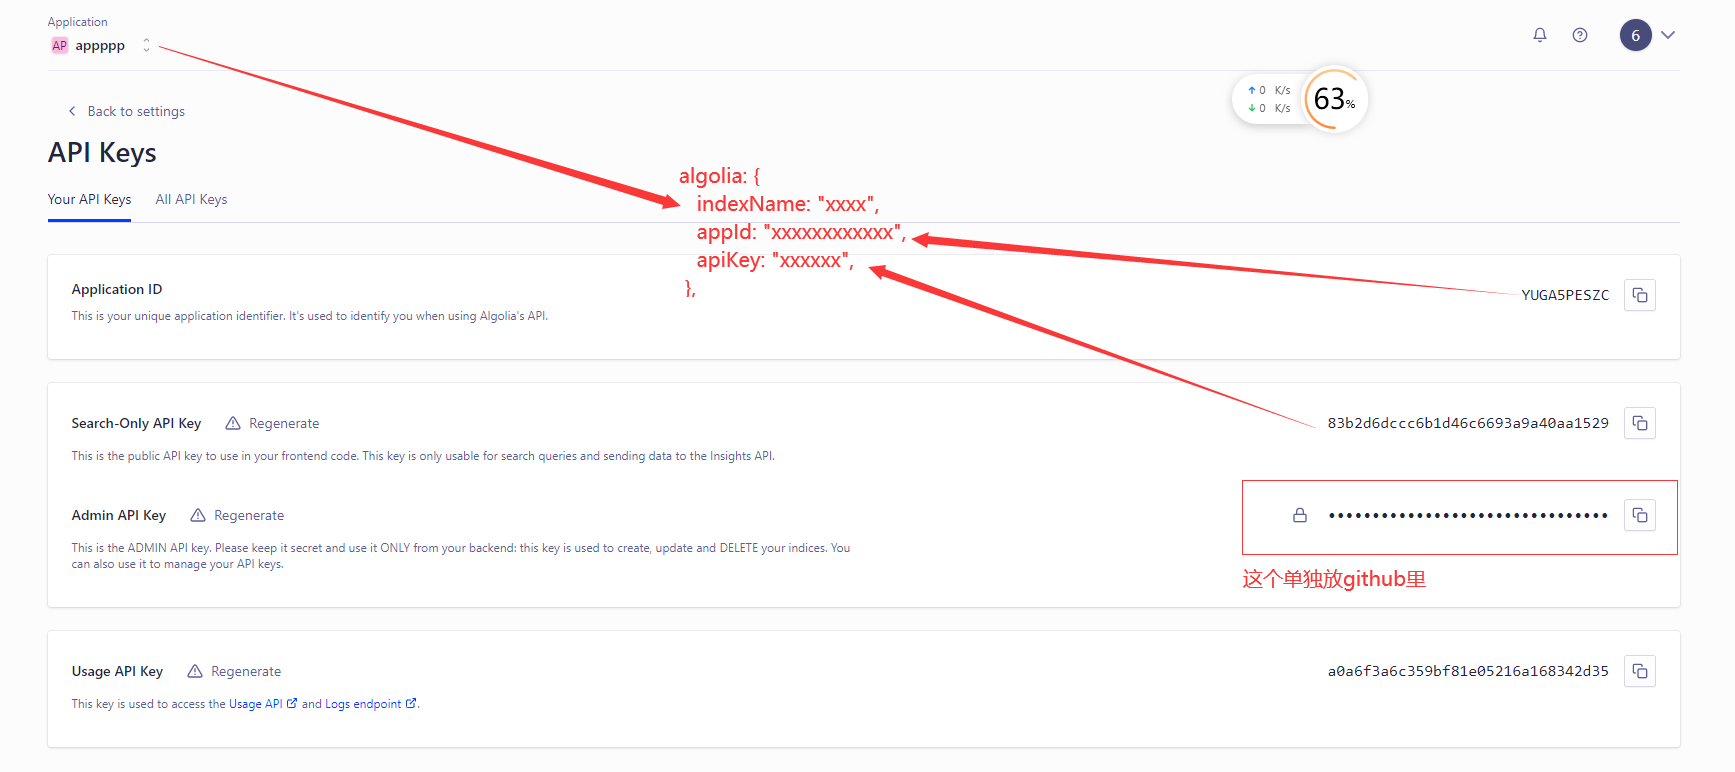 Application
AP appppp
6
Back to settings
0 K/s
0 K/s
63%
API Keys
Your API Keys
All API Keys
algolia: {
indexName: "xxxx",
appId: "xxxxxxxxxxxx",
apiKey: "xxxxxx",
},
Application ID
This is your unique application identifier. It's used to identify you when using Algolia's API.
YUGA5PESZC
Search-Only API Key
Regenerate
This is the public API key to use in your frontend code. This key is only usable for search queries and sending data to the Insights API.
83b2d6dccc6b1d46c6693a9a40aa1529
Admin API Key
Regenerate
This is the ADMIN API key. Please keep it secret and use it ONLY from your backend: this key is used to create, update and DELETE your indices. You
can also use it to manage your API keys.
••••••••••••••••••••••••••••••••
这个单独放github里
Usage API Key
Regenerate
This key is used to access the Usage API and Logs endpoint.
a0a6f3a6c359bf81e05216a168342d35